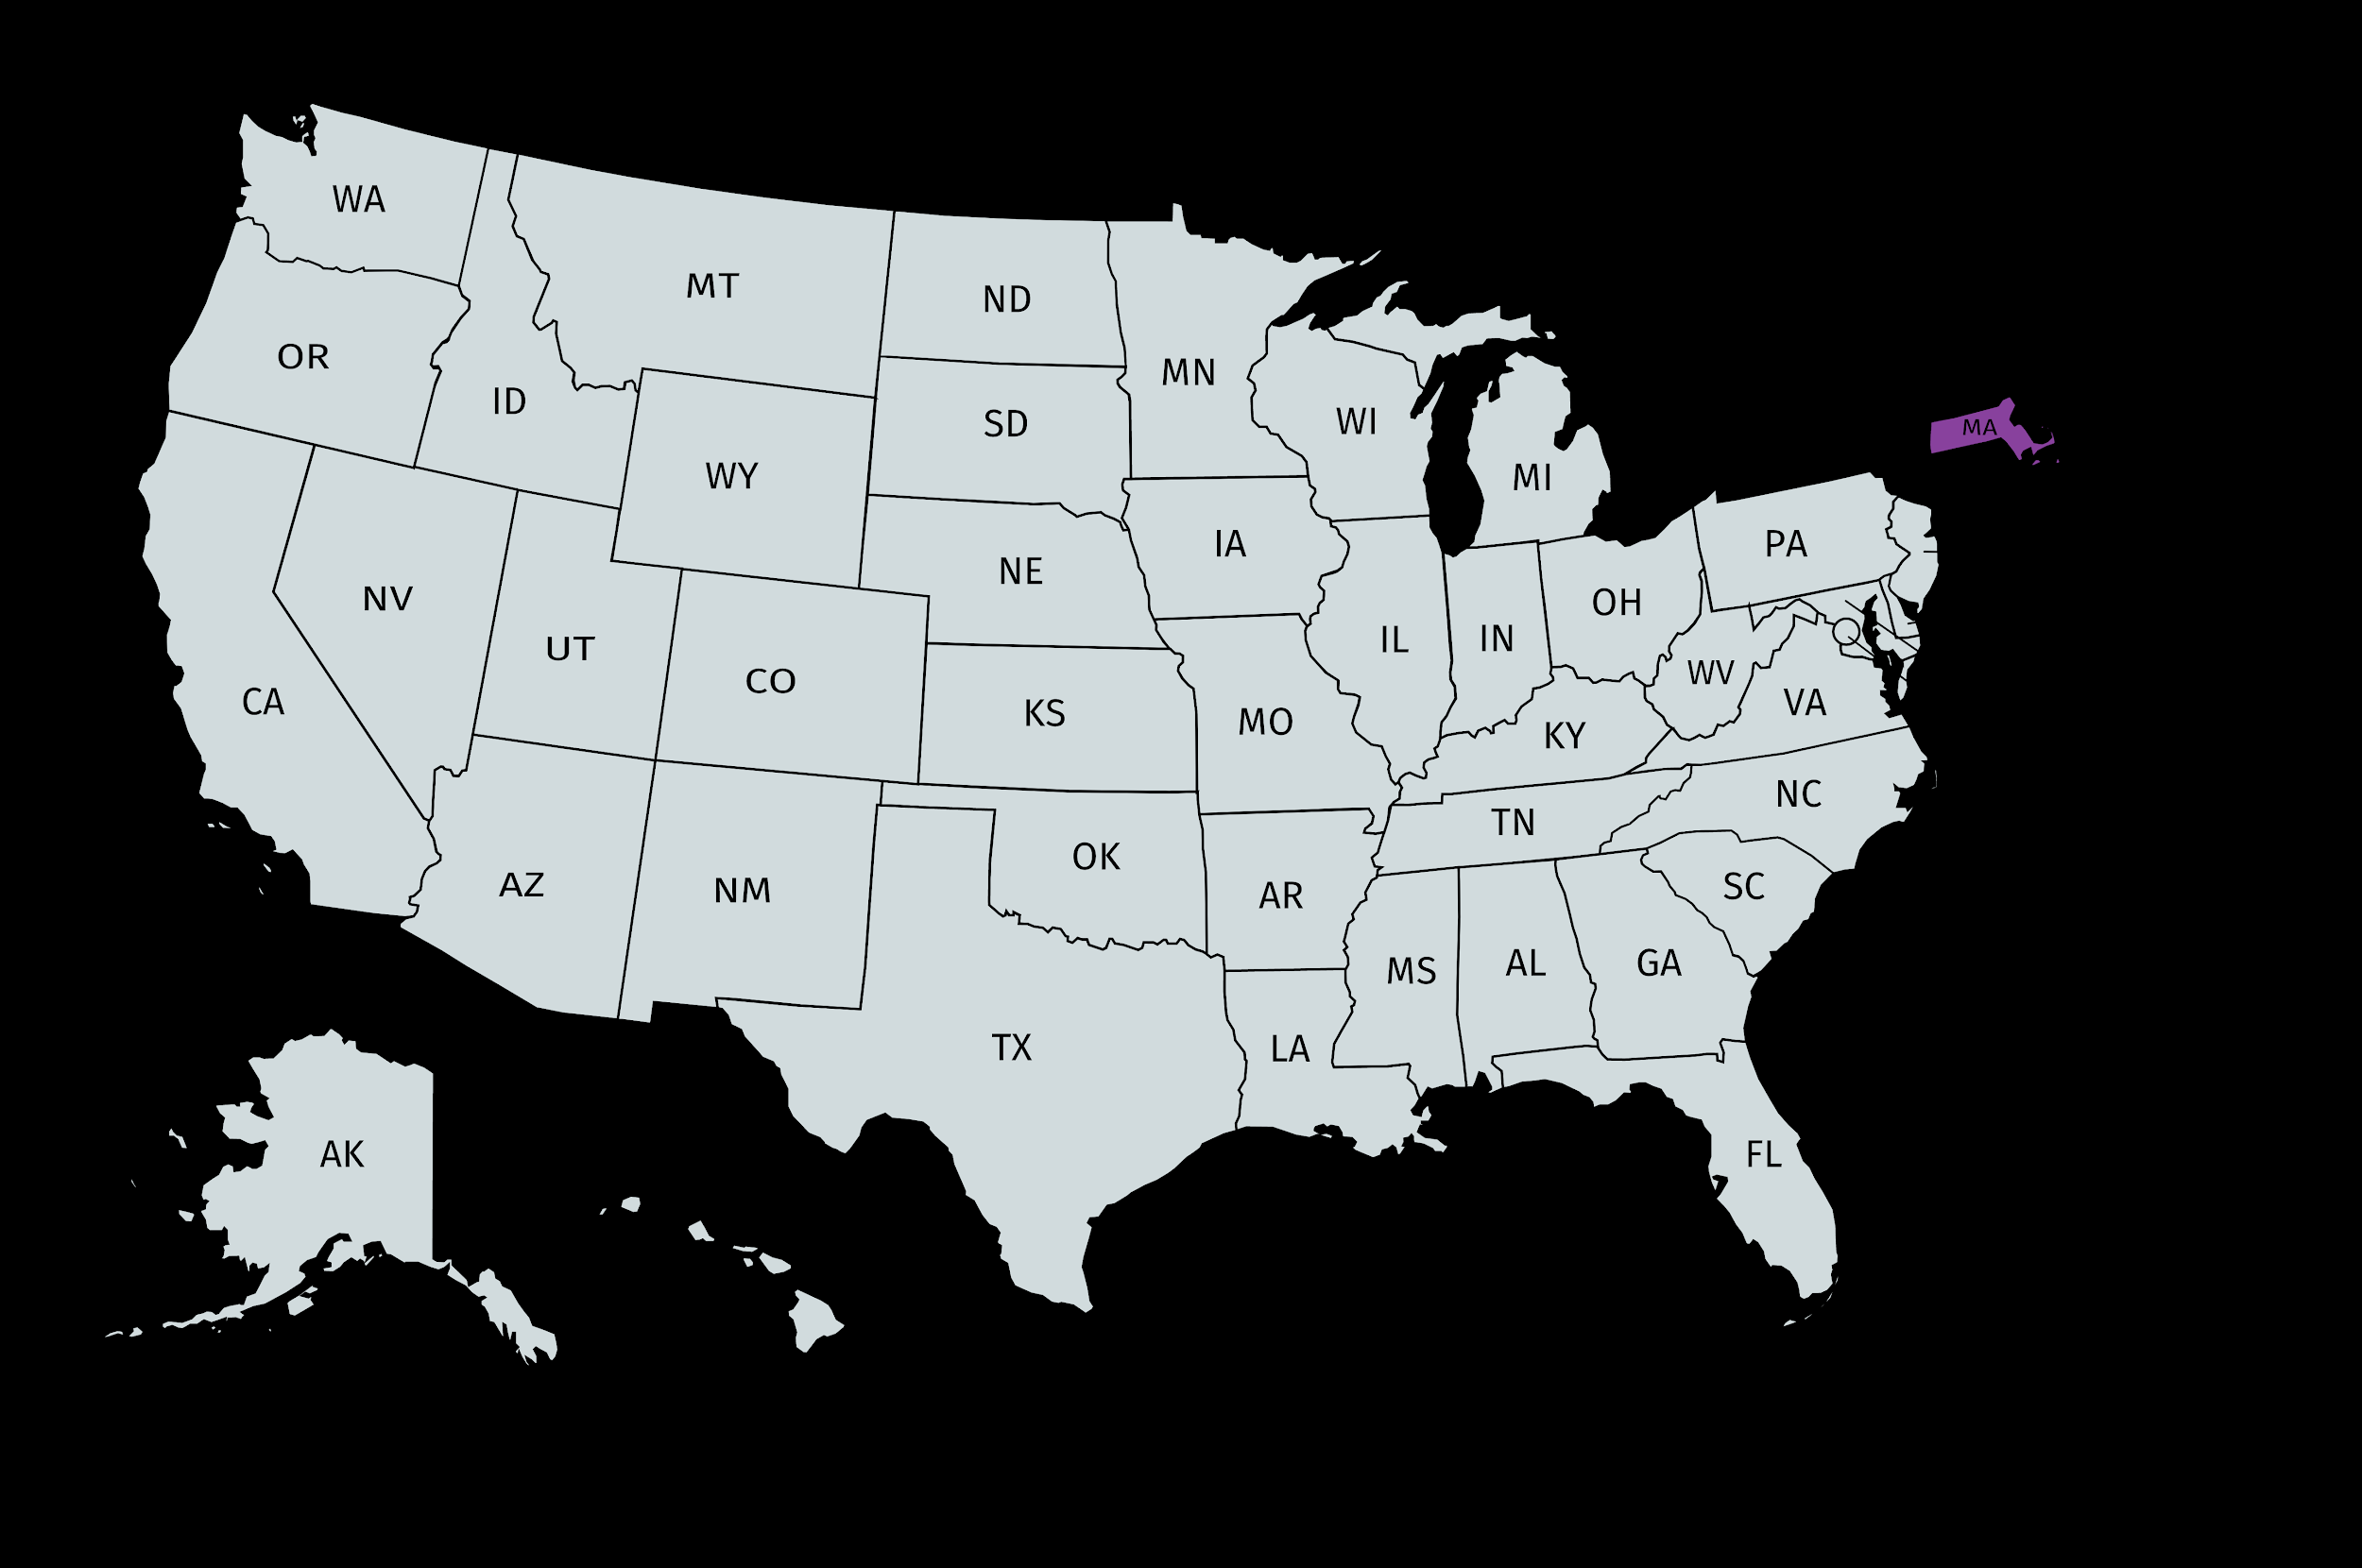 WA
MT
ND
OR
MN
ID
SD
WI
MA
WY
MI
IA
PA
NE
NV
OH
UT
IL
IN
CO
WV
CA
KS
MO
VA
KY
NC
TN
OK
AZ
NM
AR
SC
MS
AL
GA
TX
LA
AK
FL